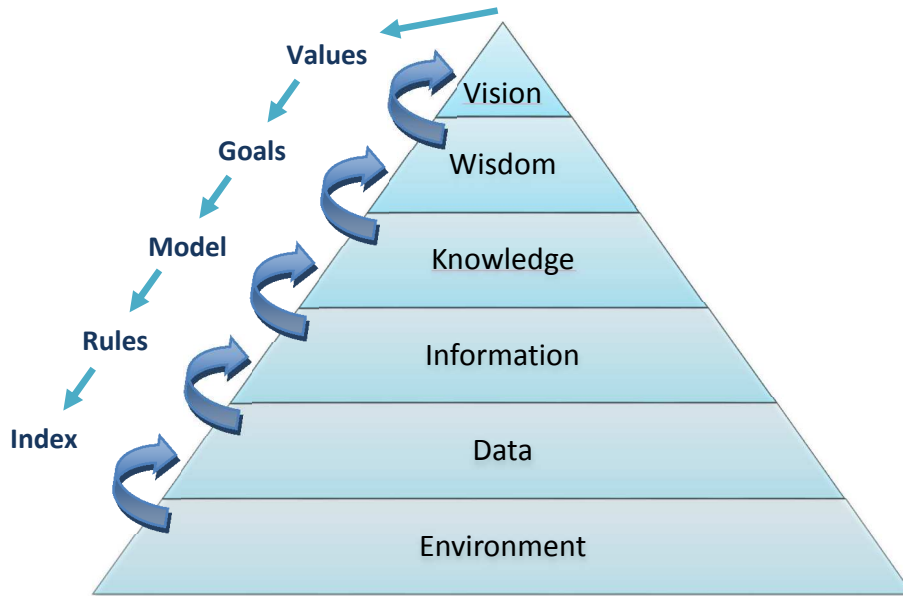 Values
Vision
Goals
Wisdom
Model
Knowledge
Rules
Information
Index
Data
Environment